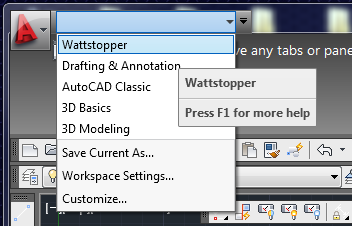 Wattstopper
ve any tabs or pane
Drafting & Annotation
Wattstopper
AutoCAD Classic
3D Basics
Press F1 for more help
3D Modeling
Save Current As...
Workspace Settings...
Customize...